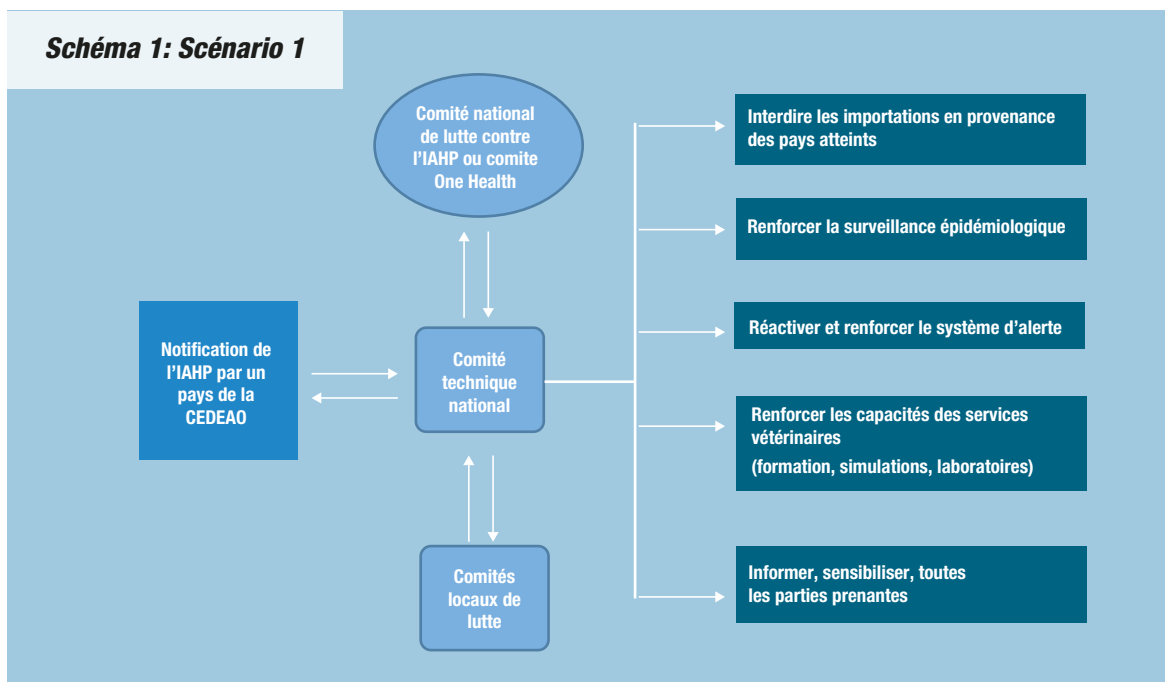 Schéma 1: Scénario 1
Comité national
de lutte contre
l'IAHP ou comite
One Health
Notification de
l'IAHP par un
pays de la
CEDEAO
Comité
technique
national
Comités
locaux de
lutte
Interdire les importations en provenance
des pays atteints
Renforcer la surveillance épidémiologique
Réactiver et renforcer le système d'alerte
Renforcer les capacités des services
vétérinaires
(formation, simulations, laboratoires)
Informer, sensibiliser, toutes
les parties prenantes